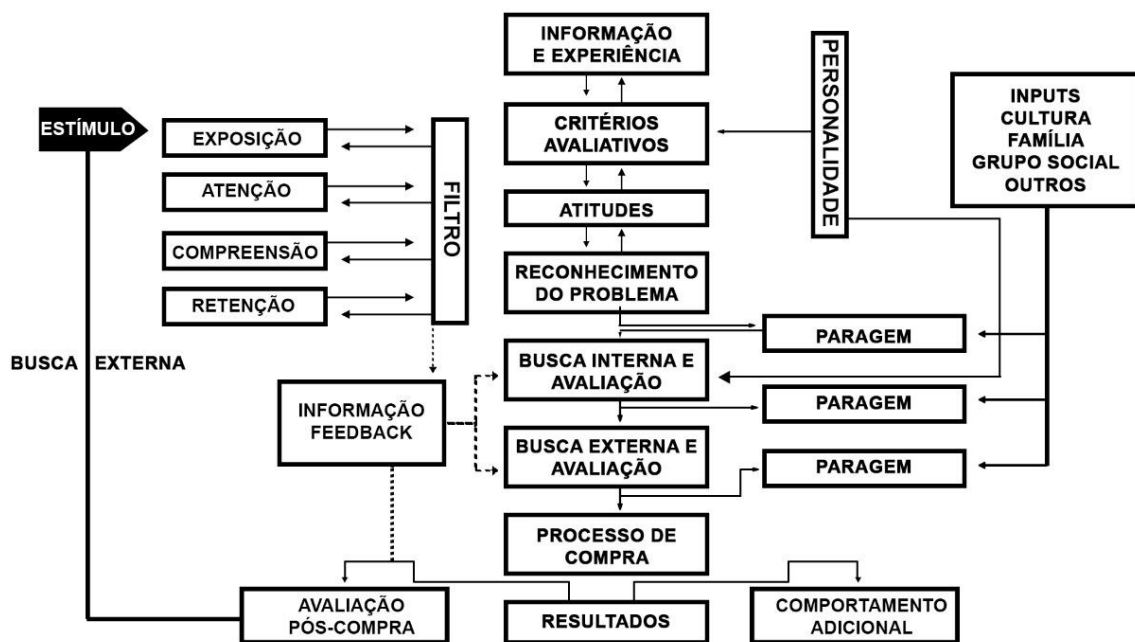 ESTÍMULO
EXPOSIÇÃO
ATENÇÃO
COMPREENSÃO
RETENÇÃO
FILTRO
BUSCA EXTERNA
INFORMAÇÃO
FEEDBACK
INFORMAÇÃO
E EXPERIÊNCIA
CRITÉRIOS
AVALIATIVOS
ATITUDES
RECONHECIMENTO
DO PROBLEMA
BUSCA INTERNA E
AVALIAÇÃO
BUSCA EXTERNA E
AVALIAÇÃO
PROCESSO DE
COMPRA
PERSONALIDADE
INPUTS
CULTURA
FAMÍLIA
GRUPO SOCIAL
OUTROS
PARAGEM
PARAGEM
PARAGEM
AVALIAÇÃO
PÓS-COMPRA
RESULTADOS
COMPORTAMENTO
ADICIONAL